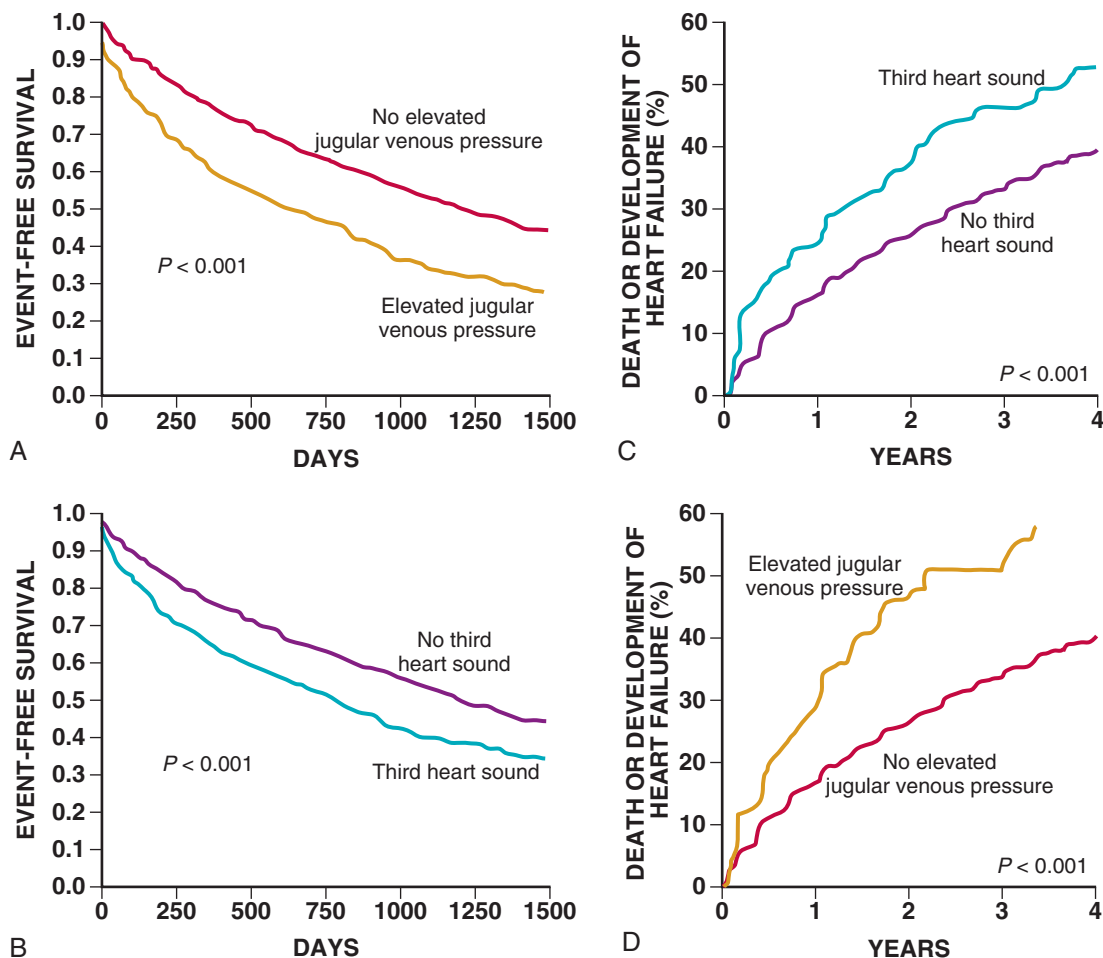 EVENT-FREE SURVIVAL
1.0
0.9
0.8
0.7
0.6
0.5
0.4
0.3
0.2
0.1
0.0
No elevated
jugular venous pressure
P < 0.001
Elevated jugular
venous pressure
0 250 500 750 1000 1250 1500
DAYS
A
DEATH OR DEVELOPMENT OF
HEART FAILURE (%)
60
50
40
30
20
10
0
Third heart sound
No third
heart sound
P < 0.001
0 1 2 3 4
YEARS
C
EVENT-FREE SURVIVAL
1.0
0.9
0.8
0.7
0.6
0.5
0.4
0.3
0.2
0.1
0.0
No third
heart sound
P < 0.001
Third heart sound
0 250 500 750 1000 1250 1500
DAYS
B
DEATH OR DEVELOPMENT OF
HEART FAILURE (%)
60
50
40
30
20
10
0
Elevated jugular
venous pressure
No elevated
jugular venous pressure
P < 0.001
0 1 2 3 4
YEARS
D